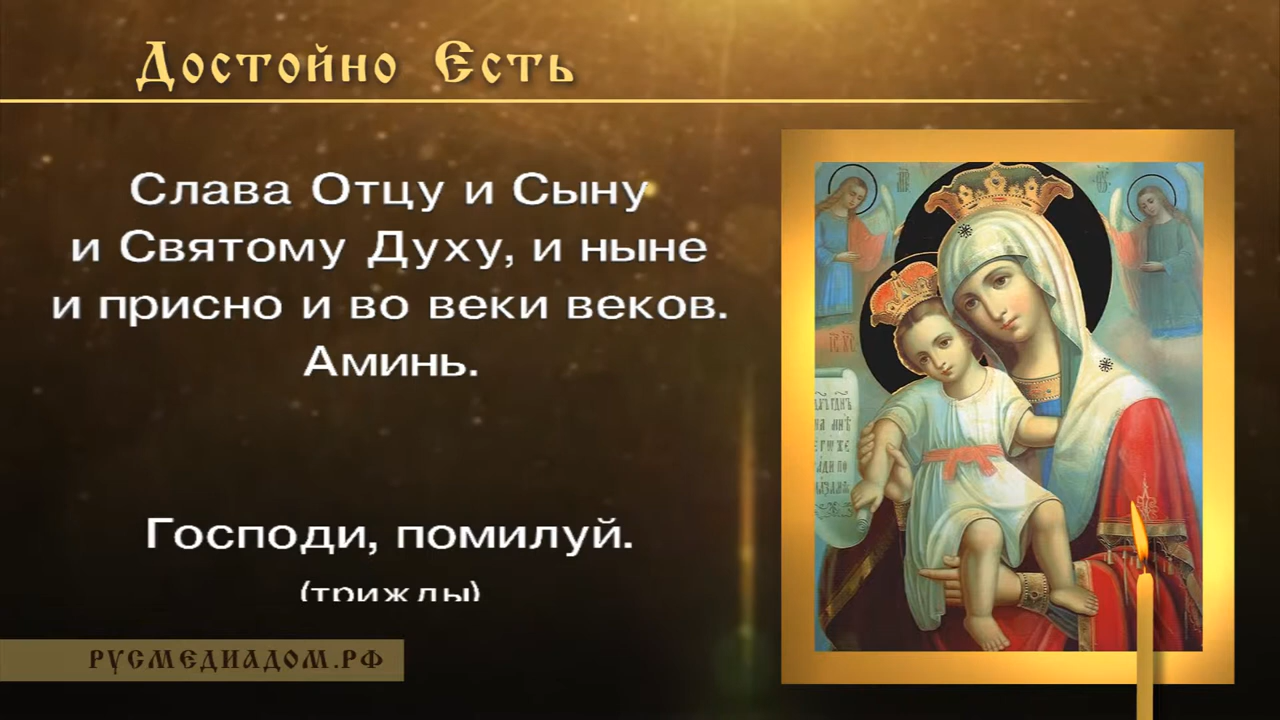 Достойно Есть
Слава Отцу и Сыну
и Святому Духу, и ныне
и присно и во веки веков.
Аминь.
Господи, помилуй.
(трижды)
РУСМЕДИАДОМ.РФ